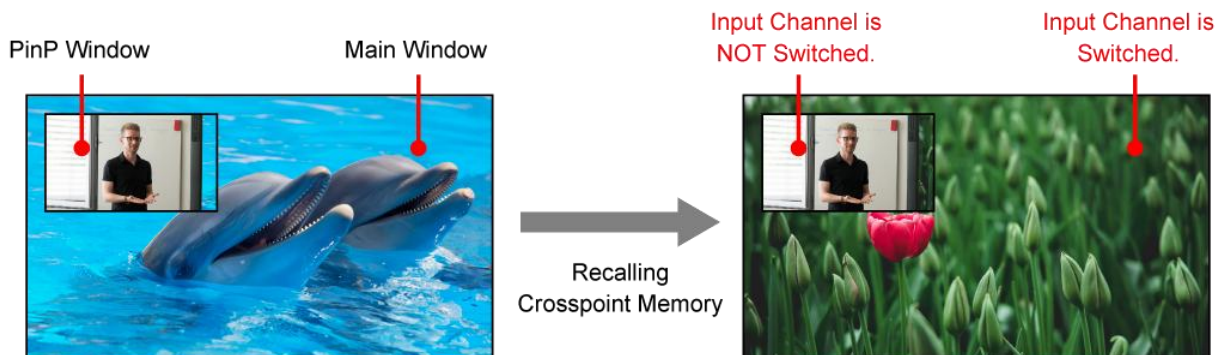 PinP Window
Main Window
Input Channel is
NOT Switched.
Input Channel is
Switched.
Recalling
Crosspoint Memory